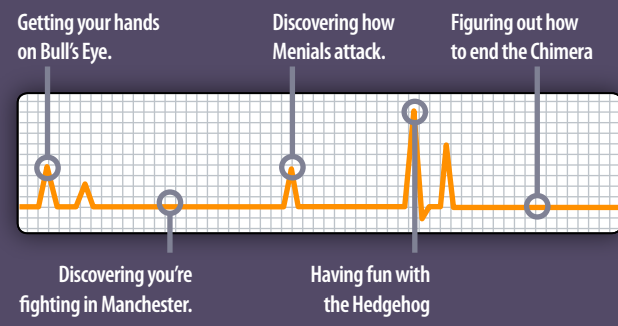 Getting your hands
on Bull's Eye.
Discovering how
Menials attack.
Figuring out how
to end the Chimera
Discovering you're
fighting in Manchester.
Having fun with
the Hedgehog